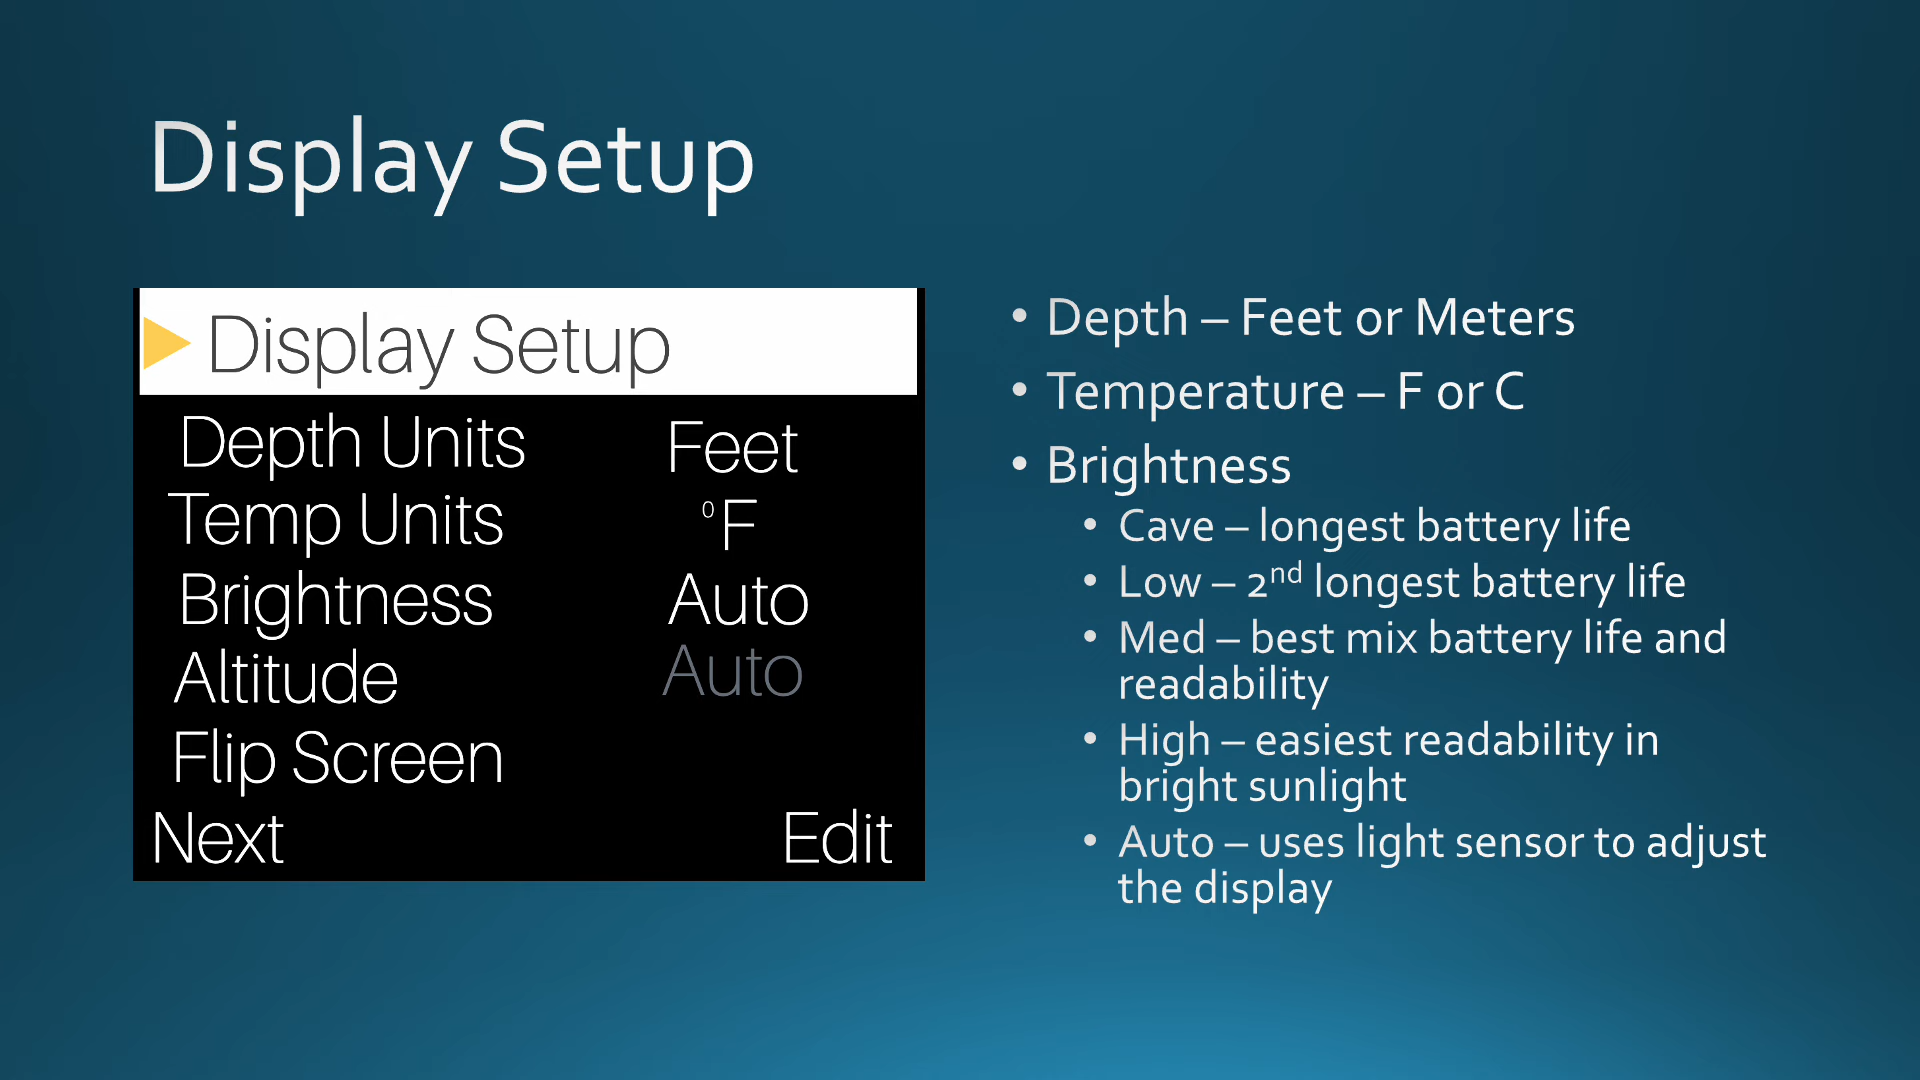 Display Setup
Display Setup
Depth Units Feet
Temp Units ⁰F
Brightness Auto
Altitude Auto
Flip Screen
Next Edit
• Depth – Feet or Meters
• Temperature – F or C
• Brightness
• Cave – longest battery life
• Low – 2nd longest battery life
• Med – best mix battery life and
readability
• High – easiest readability in
bright sunlight
• Auto – uses light sensor to adjust
the display